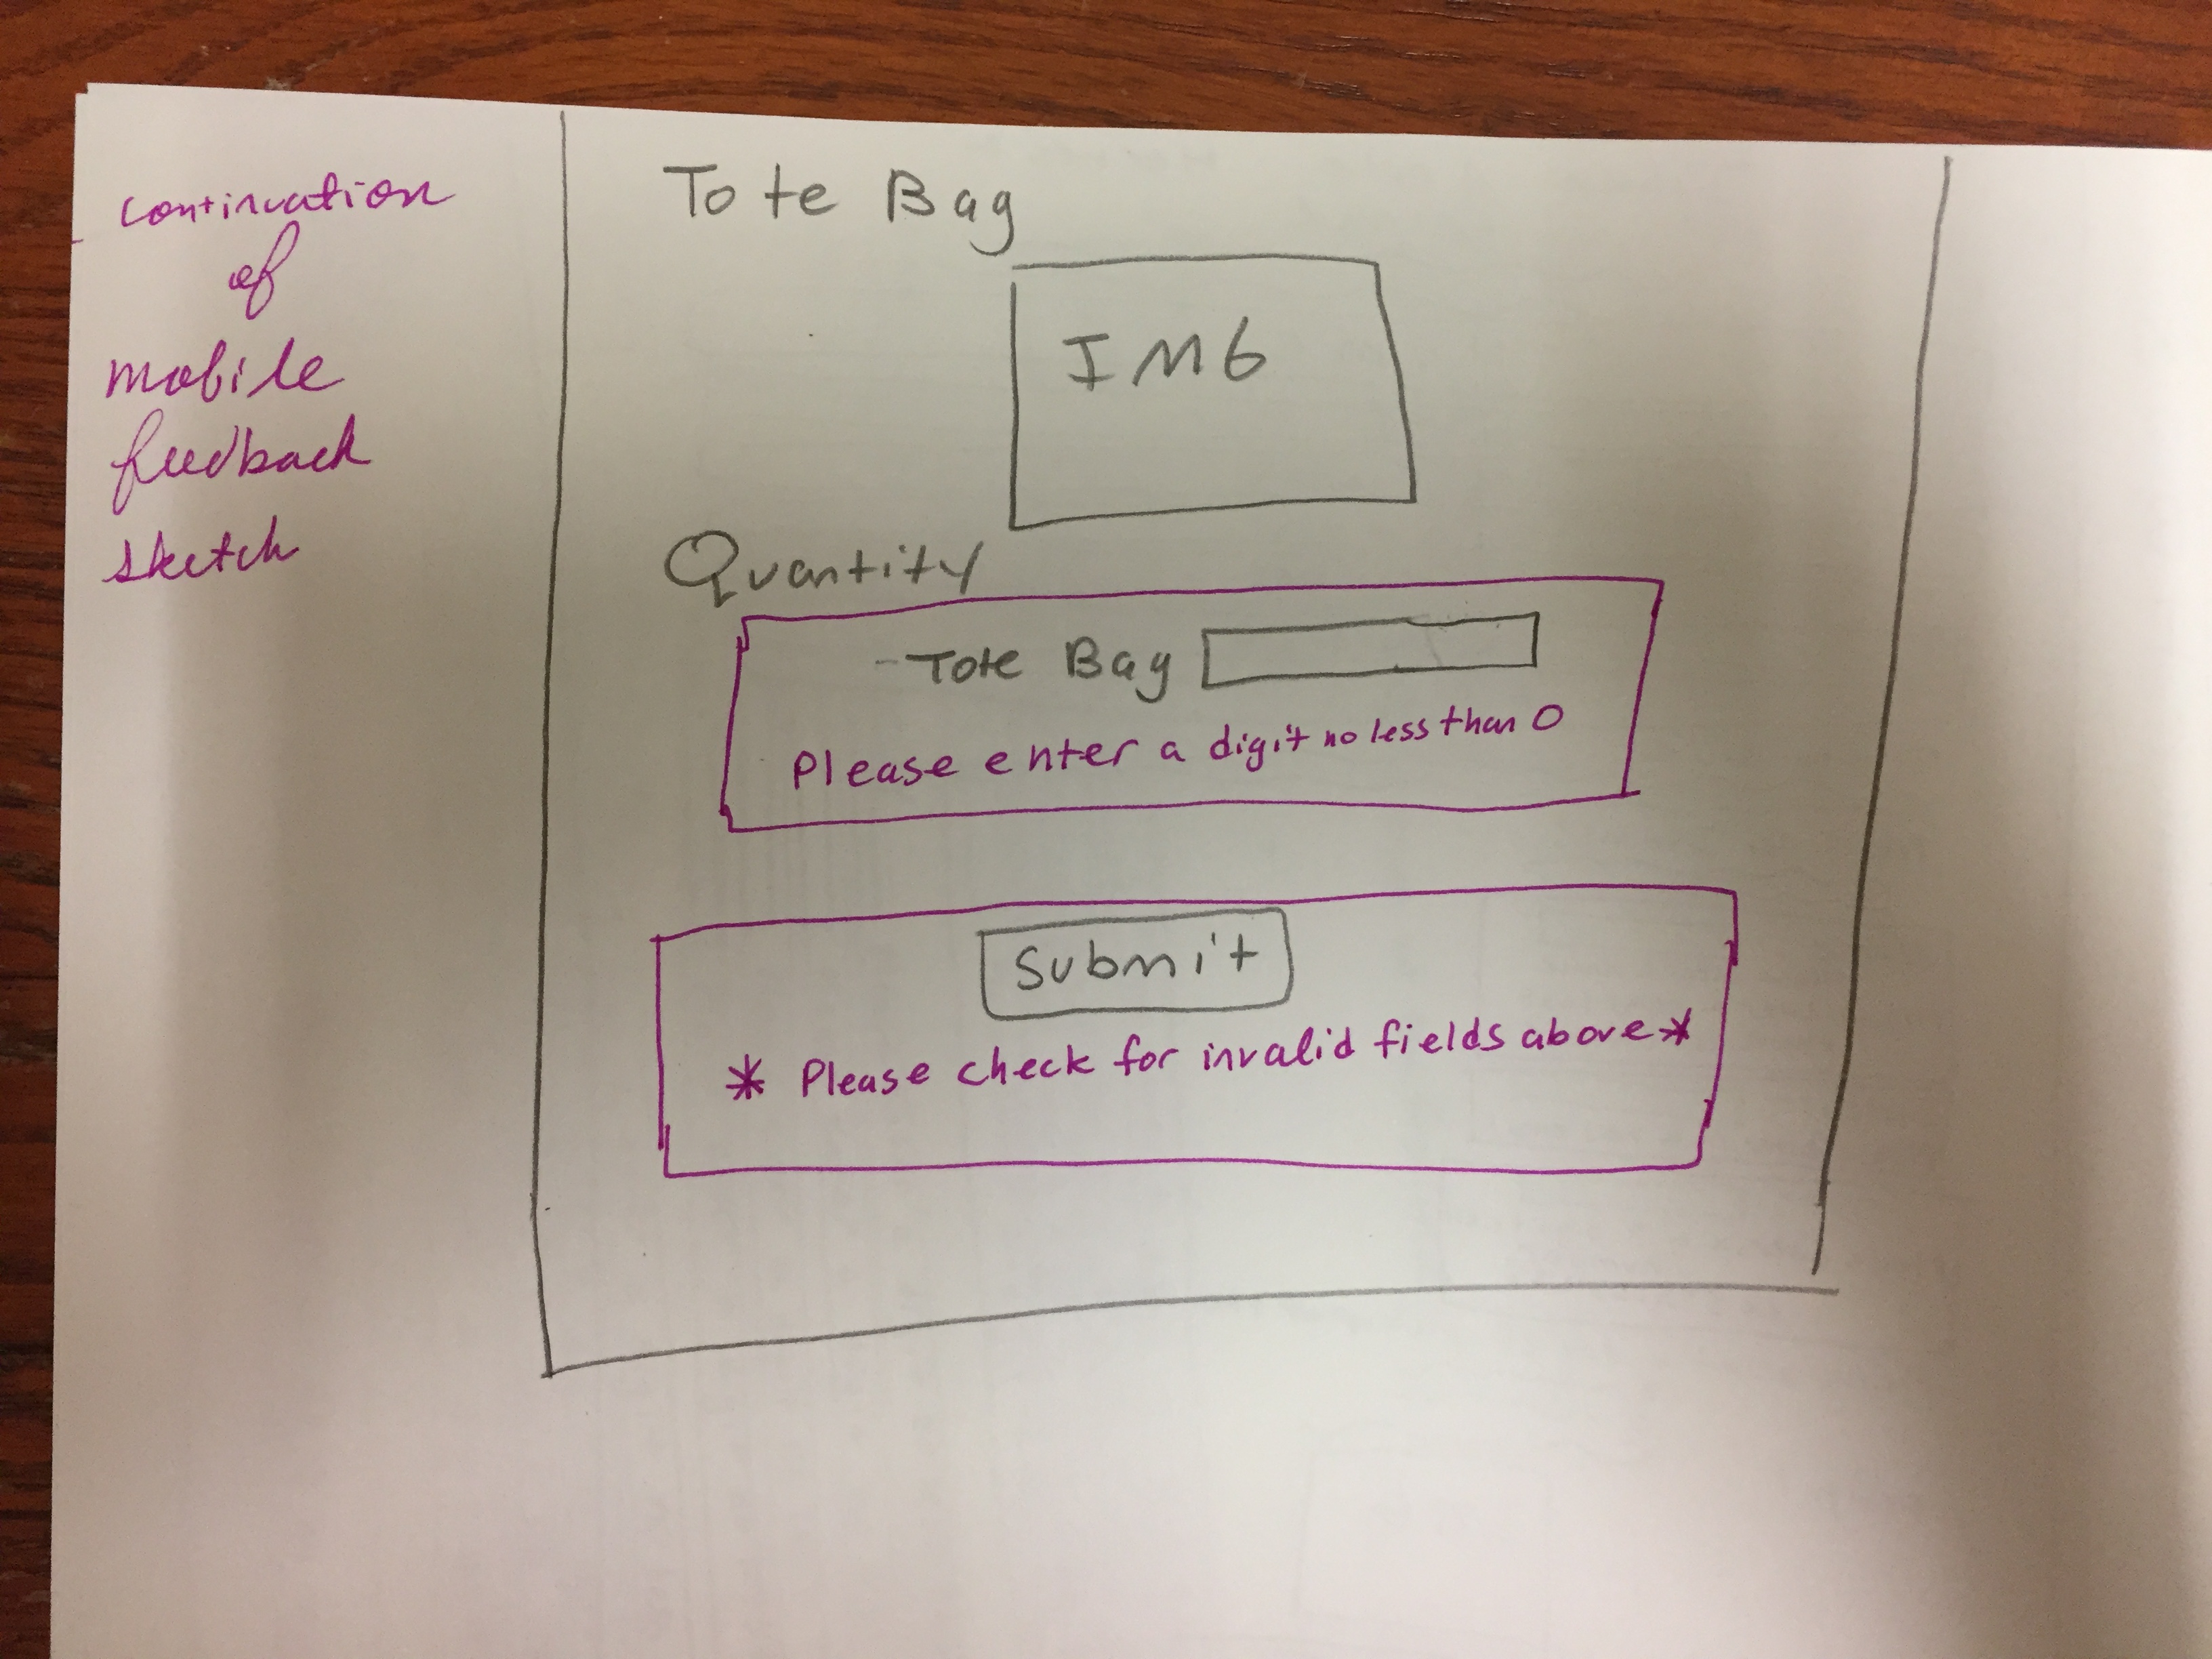 continuation
of
mobile
feedback
sketch
Tote Bag
IMG
Quantity
- Tote Bag
please enter a digit no less than 0
Submit
* Please check for invalid fields above *